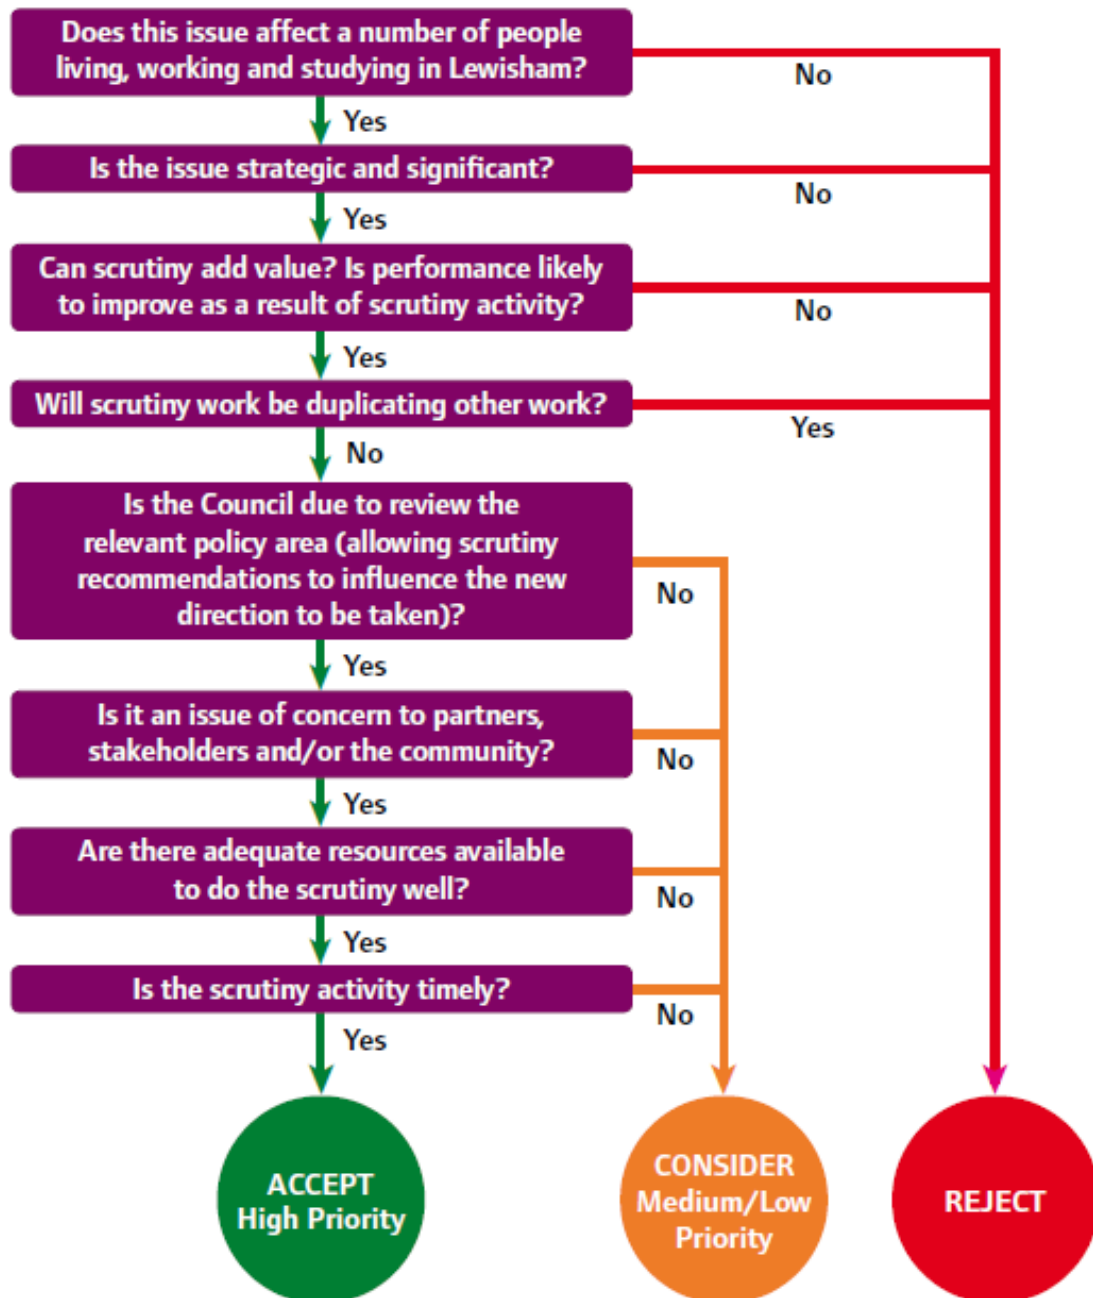 Does this issue affect a number of people
living, working and studying in Lewisham?
No
Yes
Is the issue strategic and significant?
No
Yes
Can scrutiny add value? Is performance likely
to improve as a result of scrutiny activity?
No
Yes
Will scrutiny work be duplicating other work?
Yes
No
Is the Council due to review the
relevant policy area (allowing scrutiny
recommendations to influence the new
direction to be taken)?
No
Yes
Is it an issue of concern to partners,
stakeholders and/or the community?
No
Yes
Are there adequate resources available
to do the scrutiny well?
No
Yes
Is the scrutiny activity timely?
No
Yes
ACCEPT
High Priority
CONSIDER
Medium/Low
Priority
REJECT